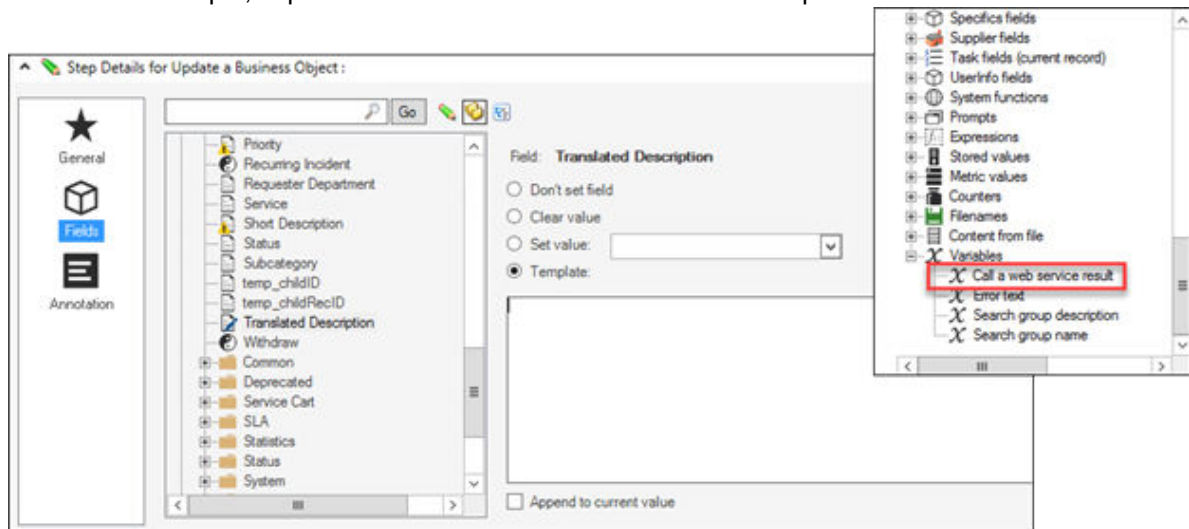 Step Details for Update a Business Object :
General
Fields
Annotation
Go
Priority
Recurring Incident
Requester Department
Service
Short Description
Status
Subcategory
temp_childID
temp_childRecID
Translated Description
Withdraw
Common
Deprecated
Service Cart
SLA
Statistics
Status
System
Field: Translated Description
Don't set field
Clear value
Set value:
Template:
Append to current value
Specifics fields
Supplier fields
Task fields (current record)
UserInfo fields
System functions
Prompts
Expressions
Stored values
Metric values
Counters
Filenames
Content from file
Variables
Call a web service result
Error text
Search group description
Search group name